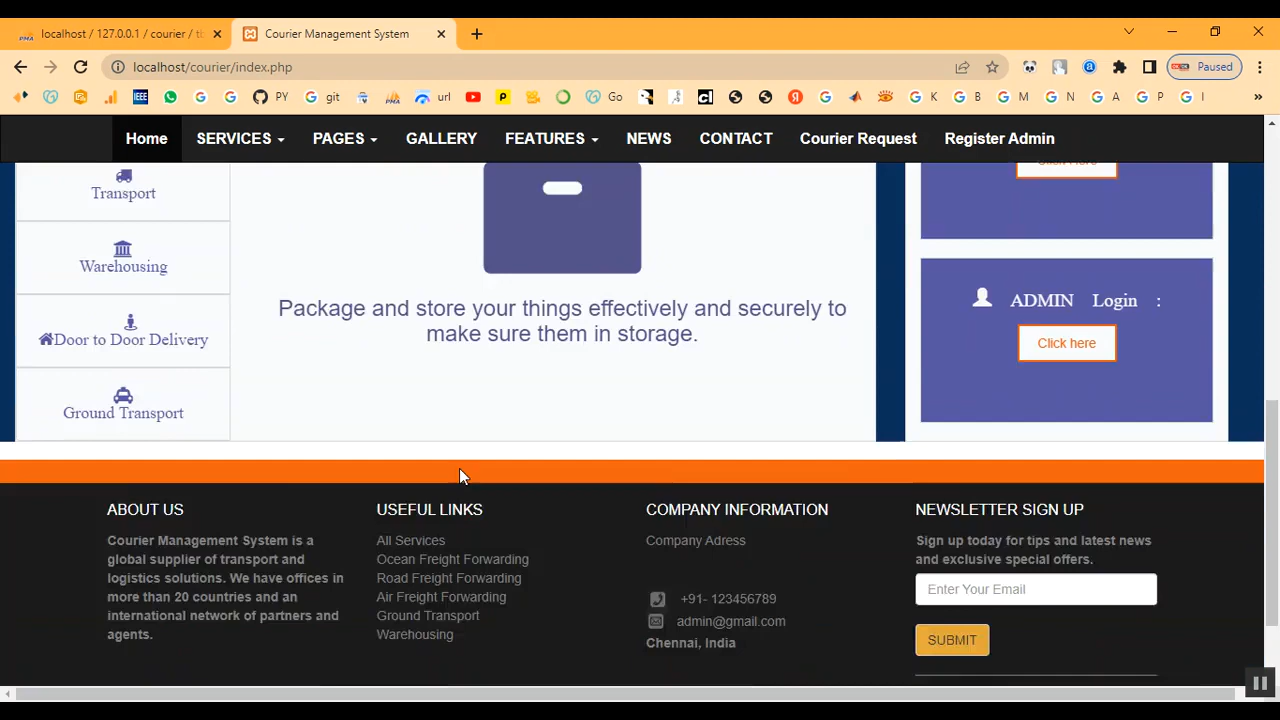 localhost / 127.0.0.1 / courier / tb
Courier Management System
localhost/courier/index.php
Paused
IEEE
PY
git
PMA
url
Go
K
B
M
N
A
P
I
Home
SERVICES
PAGES
GALLERY
FEATURES
NEWS
CONTACT
Courier Request
Register Admin
Transport
Warehousing
Door to Door Delivery
Ground Transport
Package and store your things effectively and securely to
make sure them in storage.
ADMIN Login :
Click here
ABOUT US
Courier Management System is a
global supplier of transport and
logistics solutions. We have offices in
more than 20 countries and an
international network of partners and
agents.
USEFUL LINKS
All Services
Ocean Freight Forwarding
Road Freight Forwarding
Air Freight Forwarding
Ground Transport
Warehousing
COMPANY INFORMATION
Company Adress
+91- 123456789
admin@gmail.com
Chennai, India
NEWSLETTER SIGN UP
Sign up today for tips and latest news
and exclusive special offers.
Enter Your Email
SUBMIT